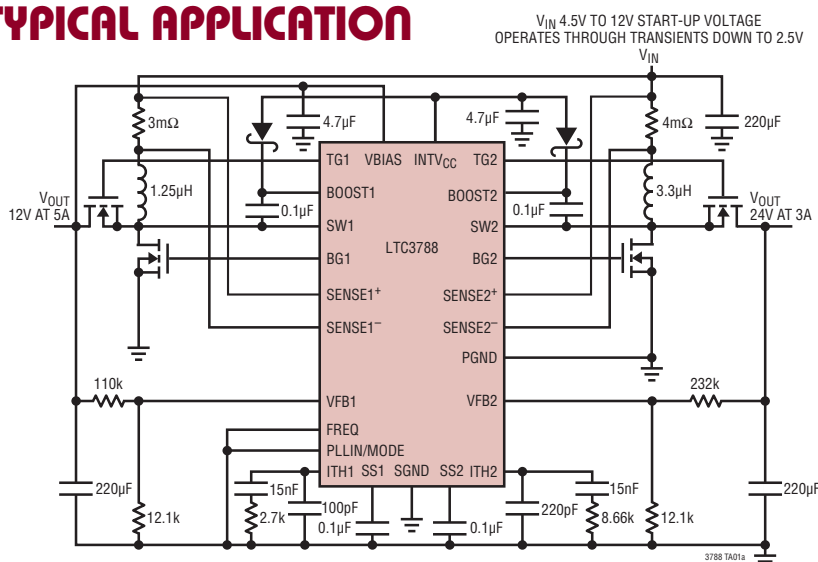 TYPICAL APPLICATION
VIN 4.5V TO 12V START-UP VOLTAGE
OPERATES THROUGH TRANSIENTS DOWN TO 2.5V
VIN
3mΩ
4.7µF
4.7µF
4mΩ
220µF
TG1 VBIAS INTVCC TG2
1.25µH
BOOST1
BOOST2
3.3µH
VOUT
12V AT 5A
0.1µF
0.1µF
VOUT
24V AT 3A
SW1
SW2
LTC3788
BG1
BG2
SENSE1+
SENSE2+
SENSE1–
SENSE2–
PGND
110k
232k
VFB1
VFB2
FREQ
PLLIN/MODE
ITH1 SS1 SGND SS2 ITH2
220µF
15nF
15nF
220µF
100pF
220pF
12.1k
2.7k
0.1µF
0.1µF
8.66k
12.1k
3788 TA01a